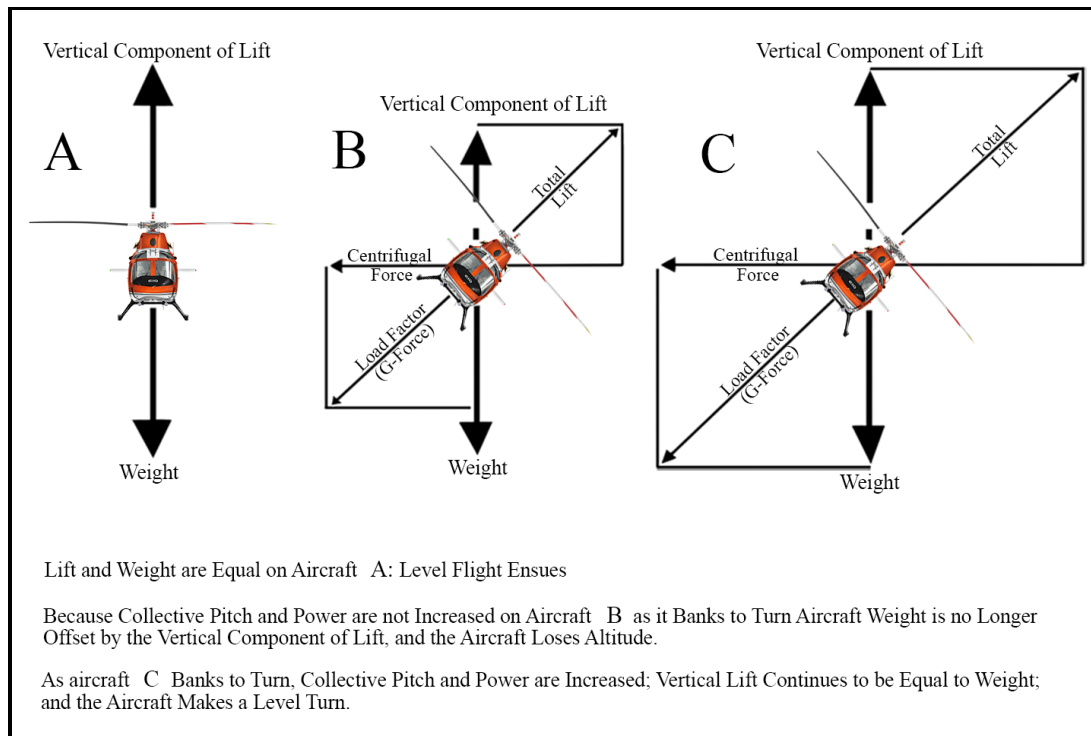 Vertical Component of Lift
A
Weight
Vertical Component of Lift
B
Total
Lift
Centrifugal
Force
Load Factor
(G-Force)
Weight
Vertical Component of Lift
C
Total
Lift
Centrifugal
Force
Load Factor
(G-Force)
Weight
Lift and Weight are Equal on Aircraft A: Level Flight Ensues
Because Collective Pitch and Power are not Increased on Aircraft B as it Banks to Turn Aircraft Weight is no Longer
Offset by the Vertical Component of Lift, and the Aircraft Loses Altitude.
As aircraft C Banks to Turn, Collective Pitch and Power are Increased; Vertical Lift Continues to be Equal to Weight;
and the Aircraft Makes a Level Turn.